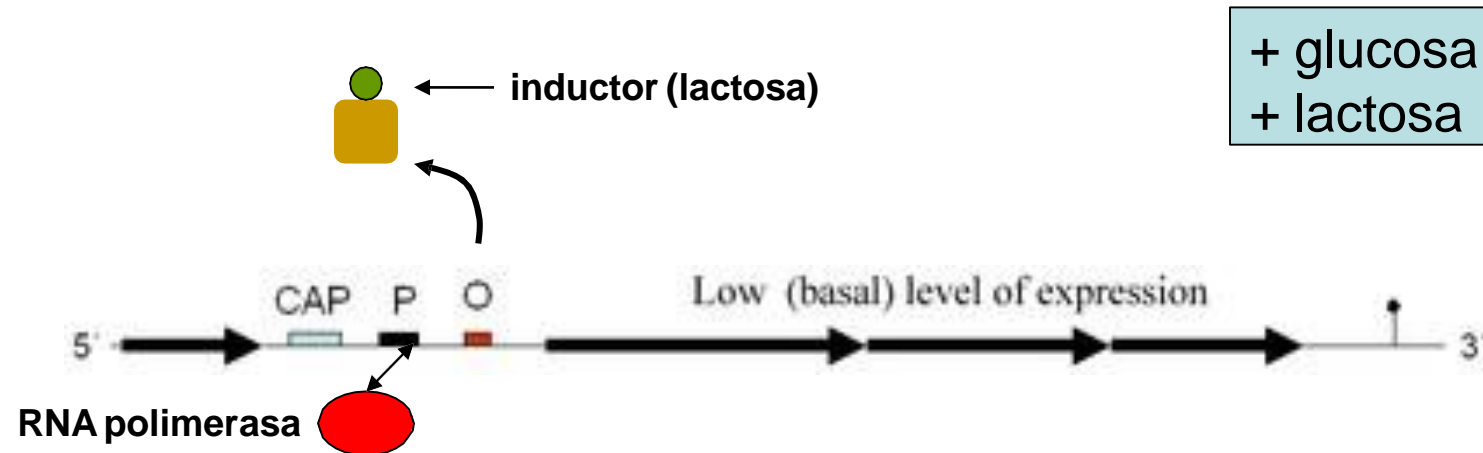 + glucosa
+ lactosa
inductor (lactosa)
CAP P O
Low (basal) level of expression
5´
3´
RNA polimerasa